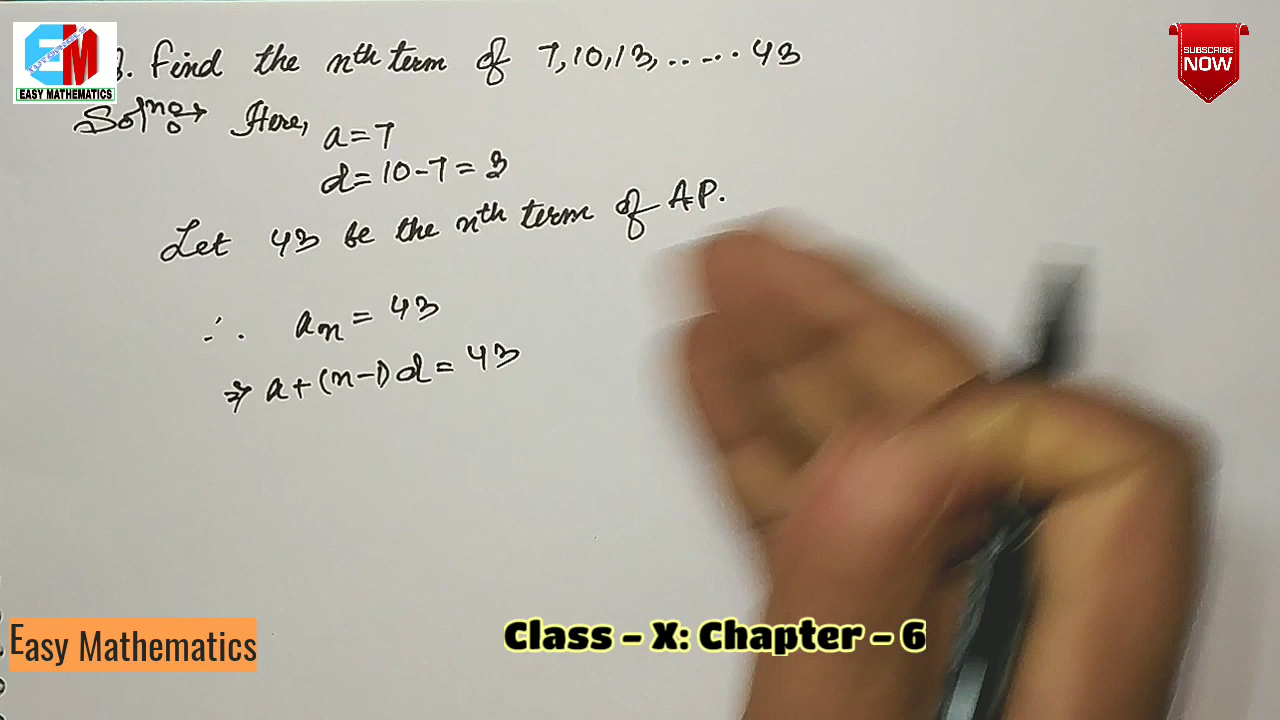 EM
EASY MATHEMATICS
SUBSCRIBE
NOW
Find the nth term of 7, 10, 13, ..... 43
Soln:→ Here, a = 7
d = 10 - 7 = 3
Let 43 be the nth term of AP.
∴ an = 43
⇒ a + (n - 1) d = 43
Easy Mathematics
Class - X: Chapter - 6